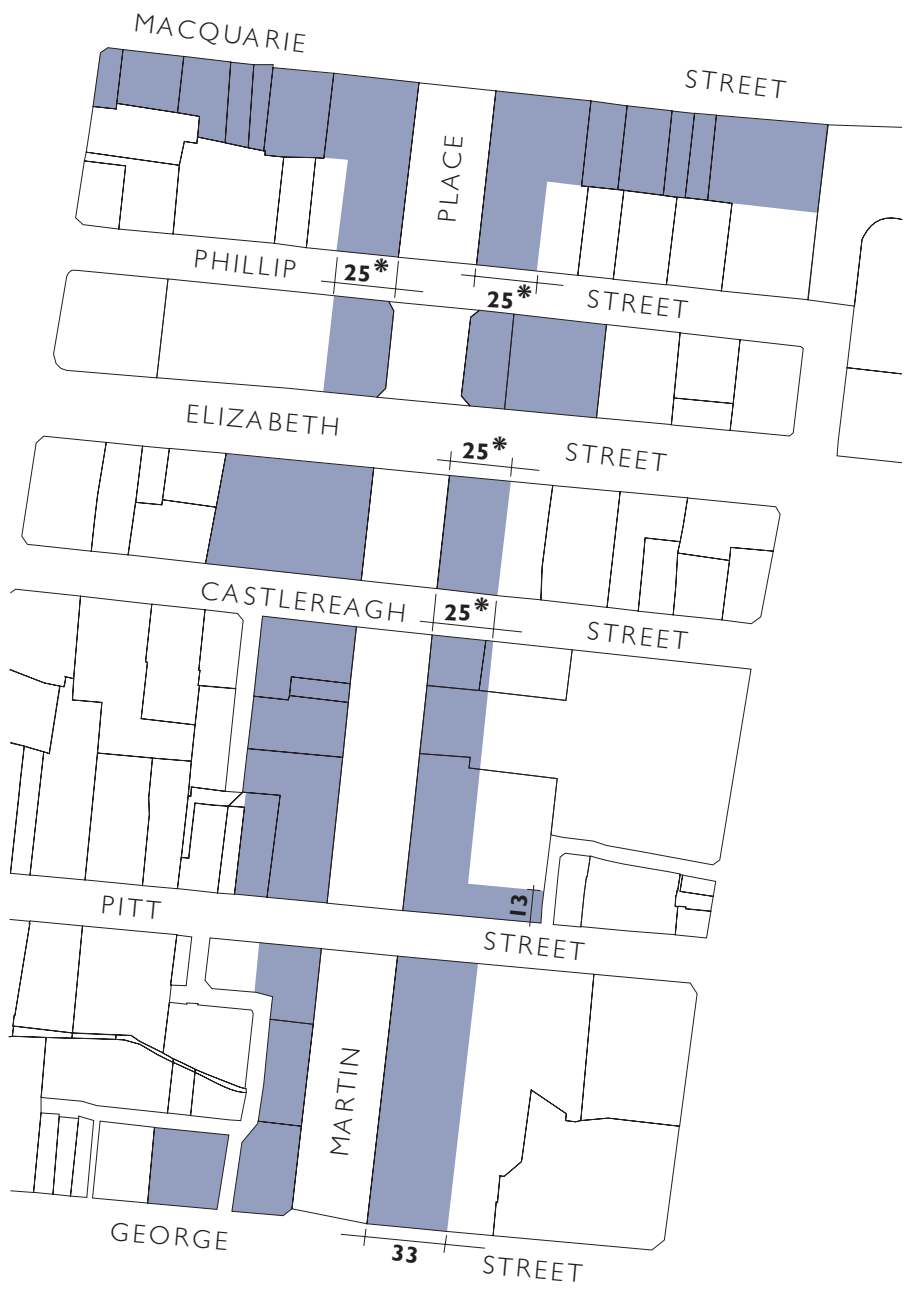 MACQUARIE
STREET
PLACE
PHILLIP
25*
25*
STREET
ELIZABETH
25*
STREET
CASTLEREAGH
25*
STREET
13
PITT
STREET
MARTIN
GEORGE
33
STREET